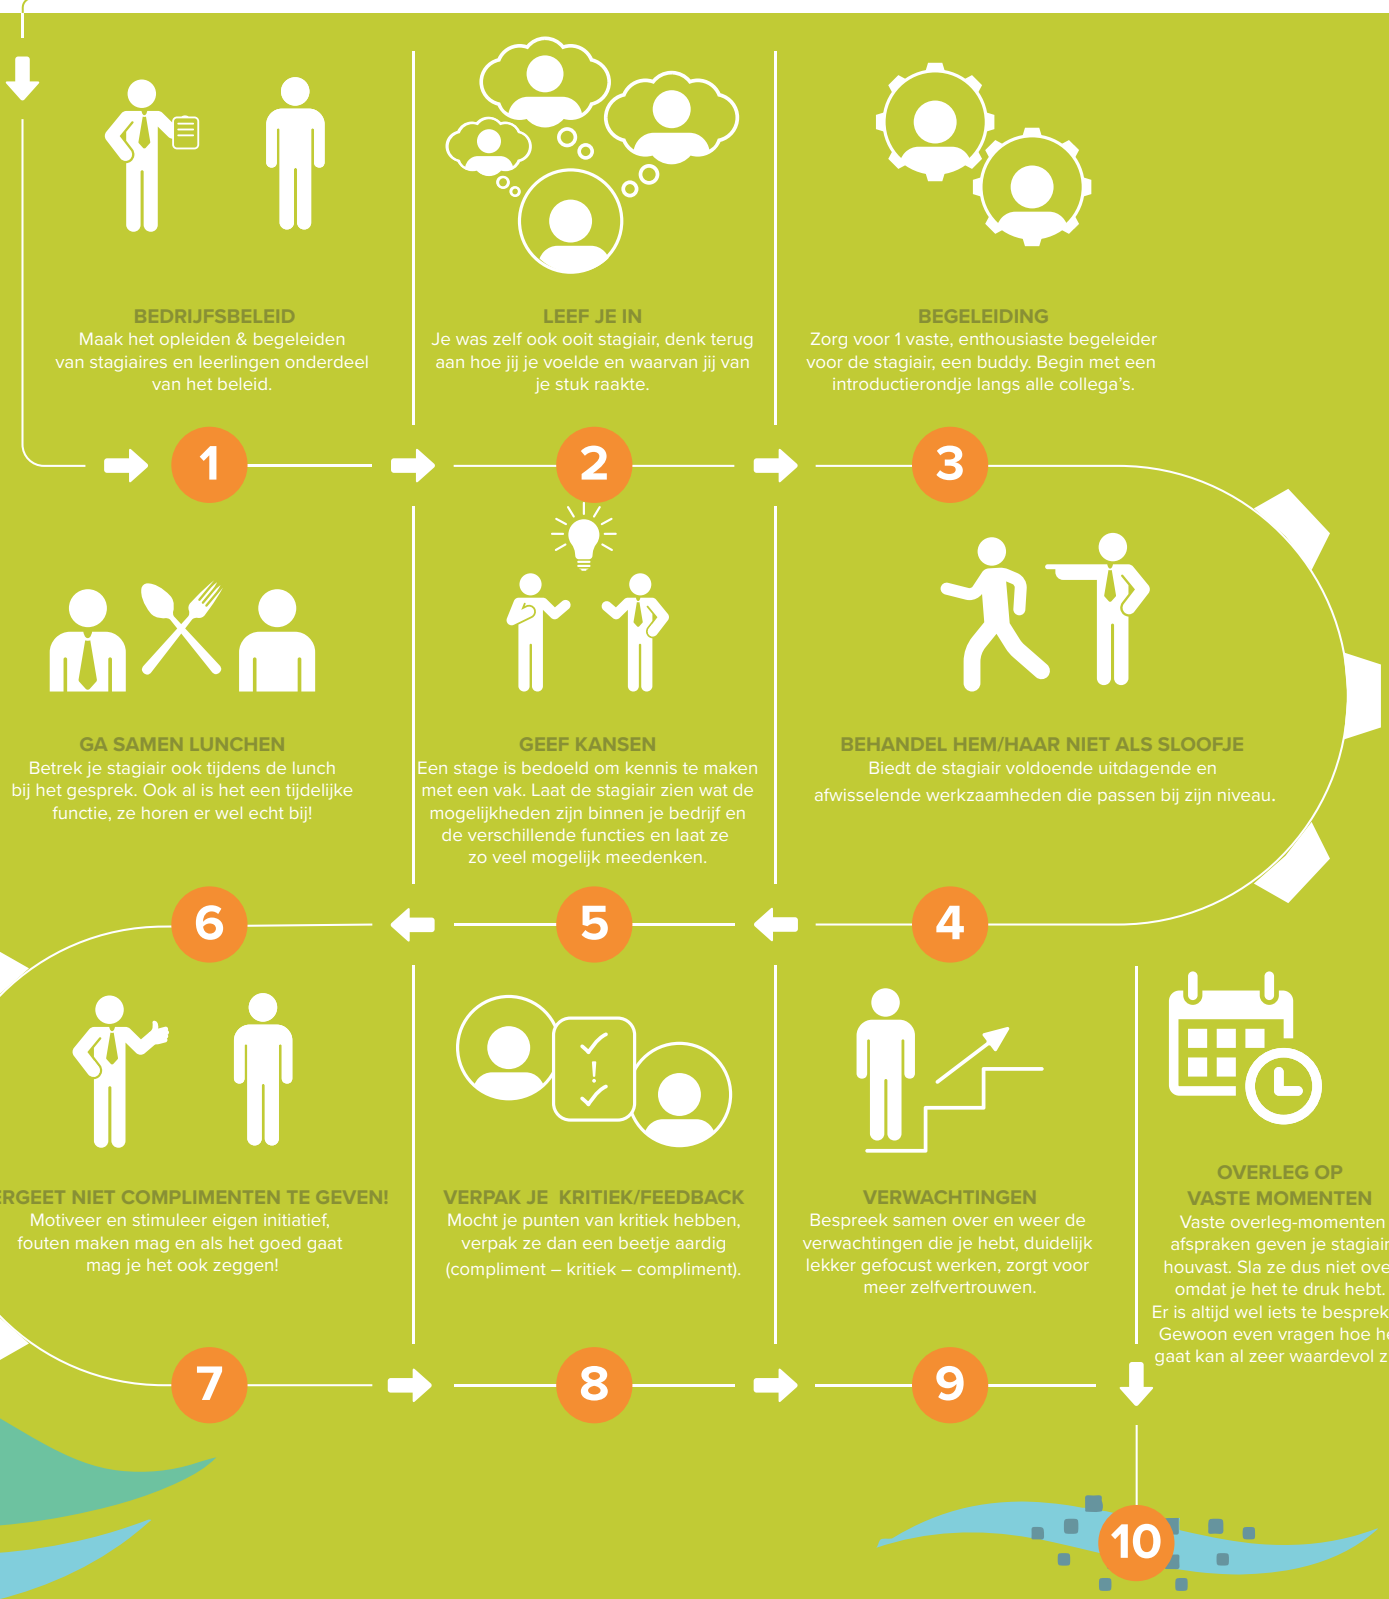 BEDRIJFSBELEID
Maak het opleiden & begeleiden
van stagiaires en leerlingen onderdeel
van het beleid.
1
LEEF JE IN
Je was zelf ook ooit stagiair, denk terug
aan hoe jij je voelde en waarvan jij van
je stuk raakte.
2
BEGELEIDING
Zorg voor 1 vaste, enthousiaste begeleider
voor de stagiair, een buddy. Begin met een
introductierondje langs alle collega’s.
3
BEHANDEL HEM/HAAR NIET ALS SLOOFJE
Biedt de stagiair voldoende uitdagende en
afwisselende werkzaamheden die passen bij zijn niveau.
4
GEEF KANSEN
Een stage is bedoeld om kennis te maken
met een vak. Laat de stagiair zien wat de
mogelijkheden zijn binnen je bedrijf en
de verschillende functies en laat ze
zo veel mogelijk meedenken.
5
GA SAMEN LUNCHEN
Betrek je stagiair ook tijdens de lunch
bij het gesprek. Ook al is het een tijdelijke
functie, ze horen er wel echt bij!
6
ERGEET NIET COMPLIMENTEN TE GEVEN!
Motiveer en stimuleer eigen initiatief,
fouten maken mag en als het goed gaat
mag je het ook zeggen!
7
VERPAK JE KRITIEK/FEEDBACK
Mocht je punten van kritiek hebben,
verpak ze dan een beetje aardig
(compliment – kritiek – compliment).
!
8
VERWACHTINGEN
Bespreek samen over en weer de
verwachtingen die je hebt, duidelijk
lekker gefocust werken, zorgt voor
meer zelfvertrouwen.
9
OVERLEG OP
VASTE MOMENTEN
Vaste overleg-momenten
afspraken geven je stagiair
houvast. Sla ze dus niet ove
omdat je het te druk hebt.
Er is altijd wel iets te besprek
Gewoon even vragen hoe he
gaat kan al zeer waardevol z
10